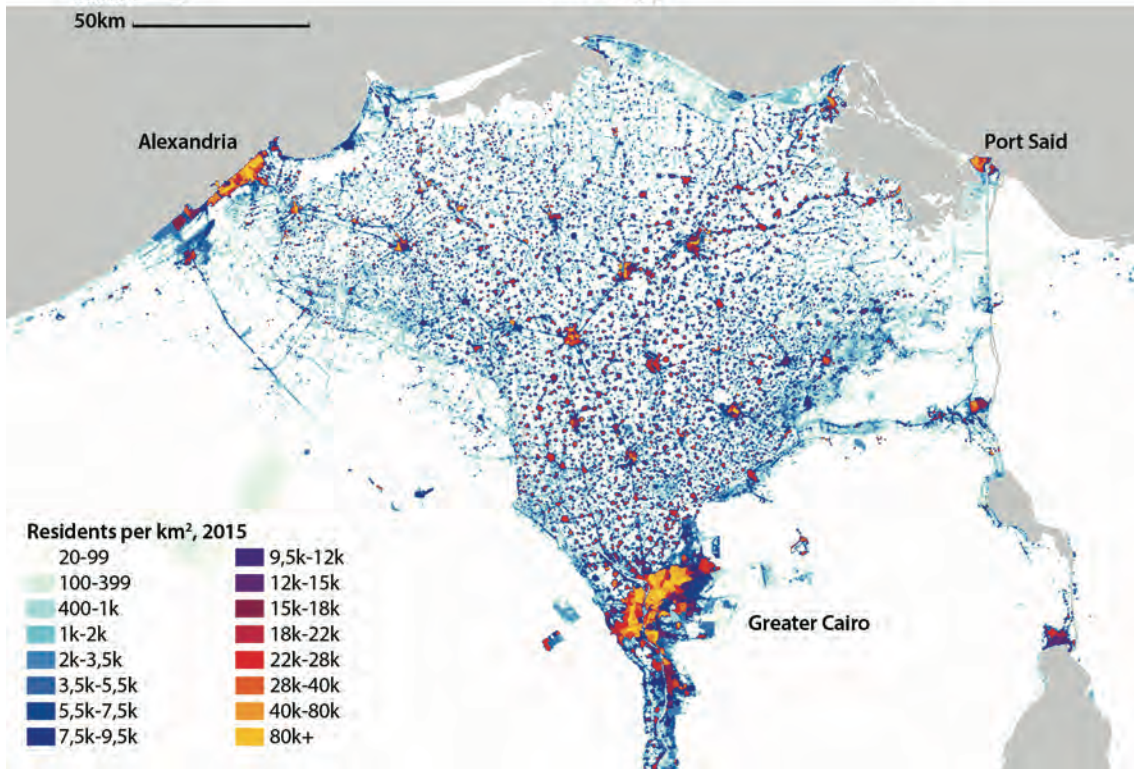 50km
Alexandria
Port Said
Greater Cairo
Residents per km², 2015
20-99
100-399
400-1k
1k-2k
2k-3,5k
3,5k-5,5k
5,5k-7,5k
7,5k-9,5k
9,5k-12k
12k-15k
15k-18k
18k-22k
22k-28k
28k-40k
40k-80k
80k+